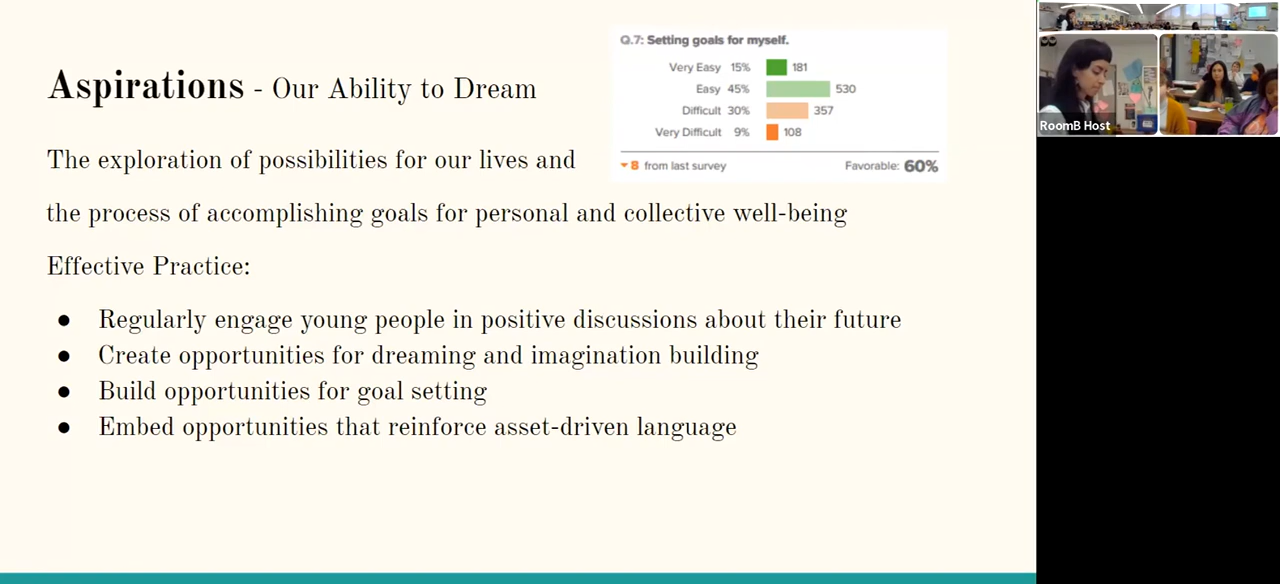 Aspirations - Our Ability to Dream
The exploration of possibilities for our lives and
the process of accomplishing goals for personal and collective well-being
Effective Practice:
● Regularly engage young people in positive discussions about their future
● Create opportunities for dreaming and imagination building
● Build opportunities for goal setting
● Embed opportunities that reinforce asset-driven language
Q.7: Setting goals for myself.
Very Easy 15% 181
Easy 45% 530
Difficult 30% 357
Very Difficult 9% 108
▼8 from last survey Favorable: 60%
RoomB Host